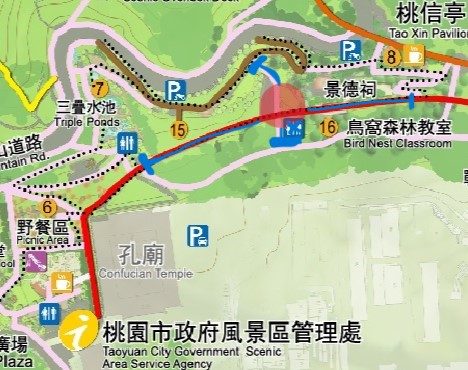 桃信亭
Tao Xin Pavilion
8
7
P
P
景德祠
三疊水池
Triple Ponds
15
16
鳥窩森林教室
Bird Nest Classroom
山道路
ntain Rd.
6
野餐區
Picnic Area
P
孔廟
Confucian Temple
i
桃園市政府風景區管理處
Taoyuan City Government Scenic
Area Service Agency
廣場
Plaza